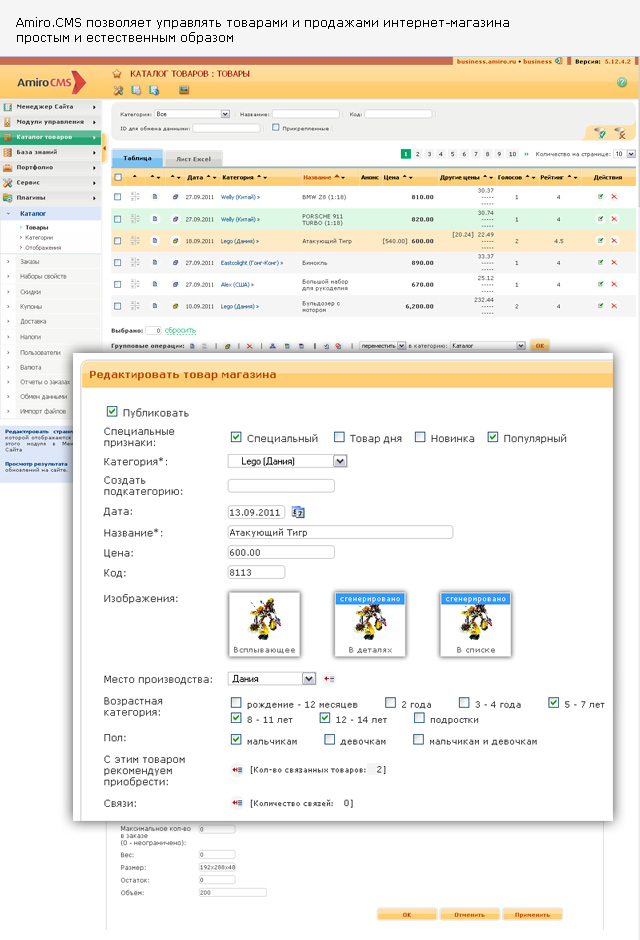 Amiro.CMS позволяет управлять товарами и продажами интернет-магазина
простым и естественным образом
business.amiro.ru • business
Версия: 5.12.4.2
Amiro CMS
КАТАЛОГ ТОВАРОВ : ТОВАРЫ
Менеджер Сайта
Модули управления
Каталог товаров
База знаний
Портфолио
Сервис
Плагины
Каталог
Товары
Категории
Отображения
Заказы
Наборы свойств
Скидки
Купоны
Доставка
Налоги
Пользователи
Валюта
Отчеты о заказах
Обмен данными
Импорт файлов
Редактировать стран
которой отображается
этого модуля в Ме
Сайта
Просмотр результата
обновлений на сайте.
Категория: Все Название: Код:
ID для обмена данными: Прикрепленные
Таблица Лист Excel
1 2 3 4 5 6 7 8 9 10 » Количество на странице: 10
Дата Категория Название Анонс Цена Другие цены Голосов Рейтинг Действия
27.09.2011 Welly (Китай) » BMW Z8 (1:18) 810.00 30.37 ----- ----- 1 4
27.09.2011 Welly (Китай) » PORSCHE 911 TURBO (1:18) 820.00 30.74 ----- ----- 1 4
18.09.2011 Lego (Дания) » Атакующий Тигр [540.00] 600.00 [20.24] 22.49 ----- ----- 2 4.5
27.09.2011 Eastcolight (Гонг-Конг) » Бинокль 890.00 33.37 ----- ----- 1 4
27.09.2011 Alex (США) » Большой набор для рукоделия 670.00 25.12 ----- ----- 1 4
10.09.2011 Lego (Дания) » Бульдозер с мотором 6,200.00 232.44 ----- ----- 2 4
Выбрано: 0 сбросить
Групповые операции: переместить в категорию: Каталог OK
Редактировать товар магазина
Публиковать
Специальные
признаки:
Специальный Товар дня Новинка Популярный
Категория*: Lego (Дания)
Создать
подкатегорию:
Дата: 13.09.2011
Название*: Атакующий Тигр
Цена: 600.00
Код: 8113
Изображения:
сгенерировано сгенерировано
Всплывающее В деталях В списке
Место производства: Дания
Возрастная
категория:
рождение - 12 месяцев 2 года 3 - 4 года 5 - 7 лет
8 - 11 лет 12 - 14 лет подростки
Пол: мальчикам девочкам мальчикам и девочкам
С этим товаром
рекомендуем
приобрести:
[Кол-во связанных товаров: 2]
Связи: [Количество связей: 0]
Максимальное кол-во
в заказе
(0 - неограничено):
0
Вес: 0
Размер: 192x288x48
Остаток: 0
Объем: 200
OK Отменить Применить